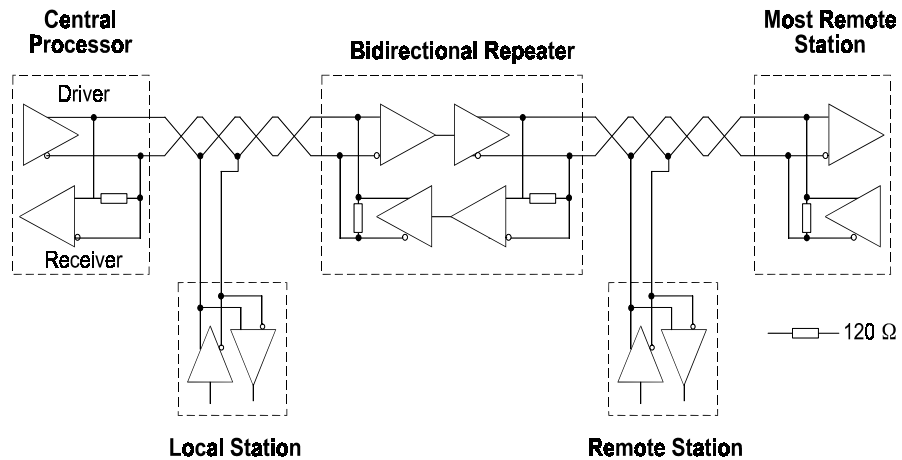 Central
Processor
Bidirectional Repeater
Most Remote
Station
Driver
Receiver
120 Ω
Local Station
Remote Station